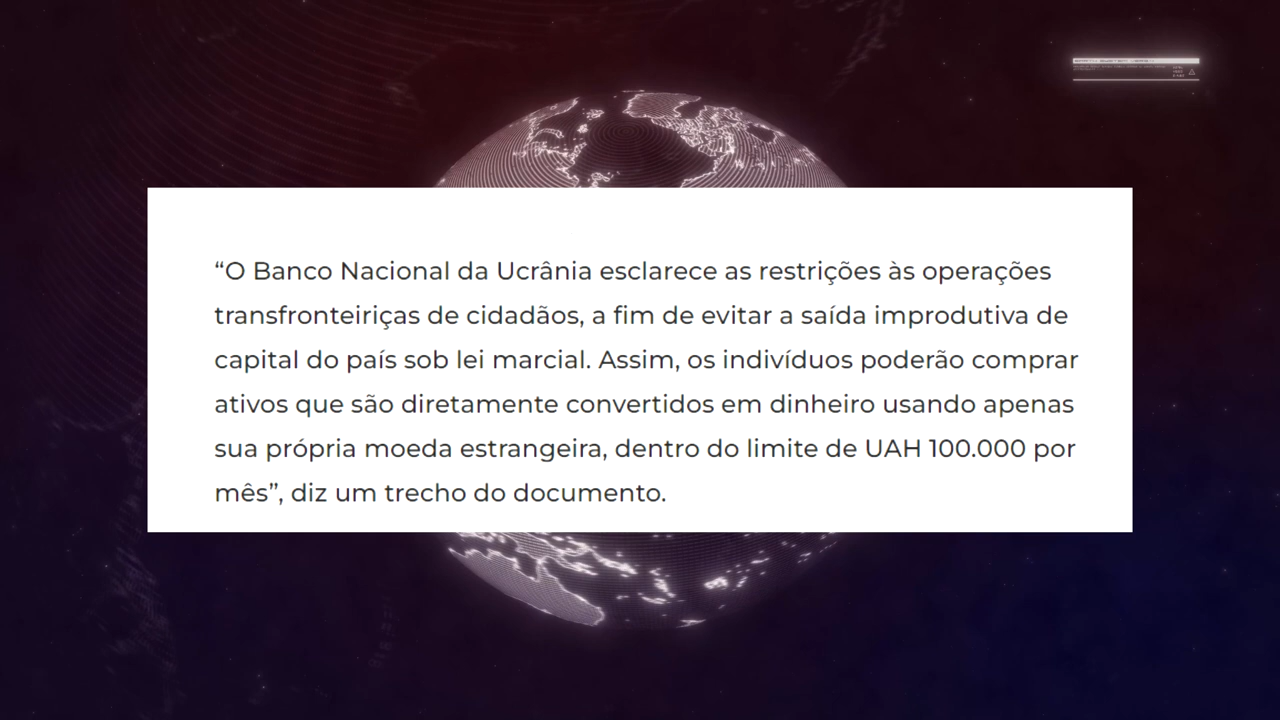 “O Banco Nacional da Ucrânia esclarece as restrições às operações
transfronteiriças de cidadãos, a fim de evitar a saída improdutiva de
capital do país sob lei marcial. Assim, os indivíduos poderão comprar
ativos que são diretamente convertidos em dinheiro usando apenas
sua própria moeda estrangeira, dentro do limite de UAH 100.000 por
mês”, diz um trecho do documento.